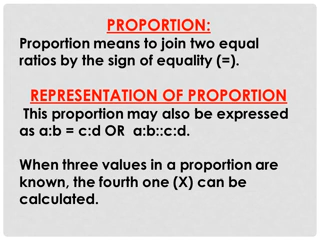 PROPORTION:
Proportion means to join two equal
ratios by the sign of equality (=).
REPRESENTATION OF PROPORTION
This proportion may also be expressed
as a:b = c:d OR a:b::c:d.
When three values in a proportion are
known, the fourth one (X) can be
calculated.